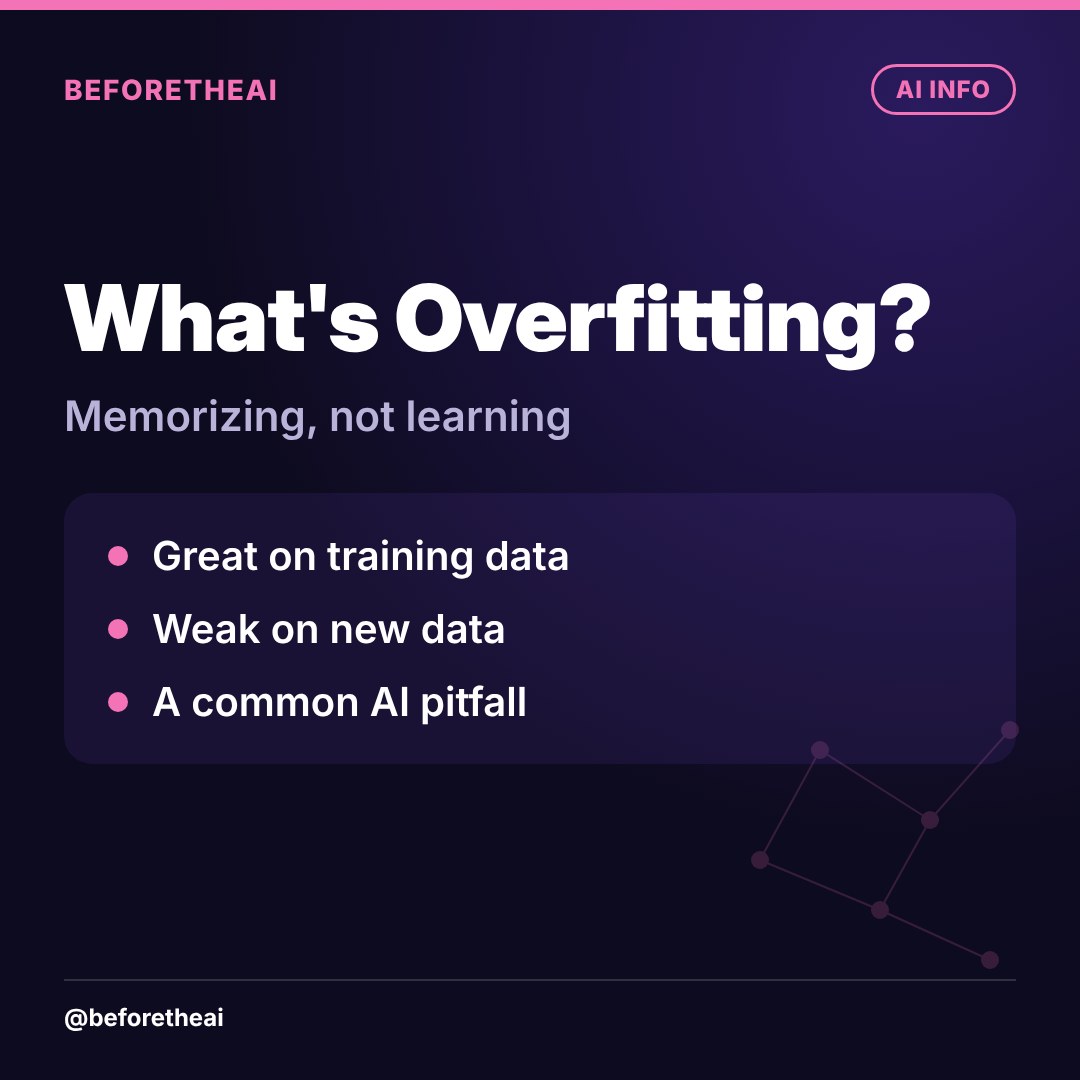 BEFORETHEAI
AI INFO
What's Overfitting?
Memorizing, not learning
Great on training data
Weak on new data
A common AI pitfall
@beforetheai